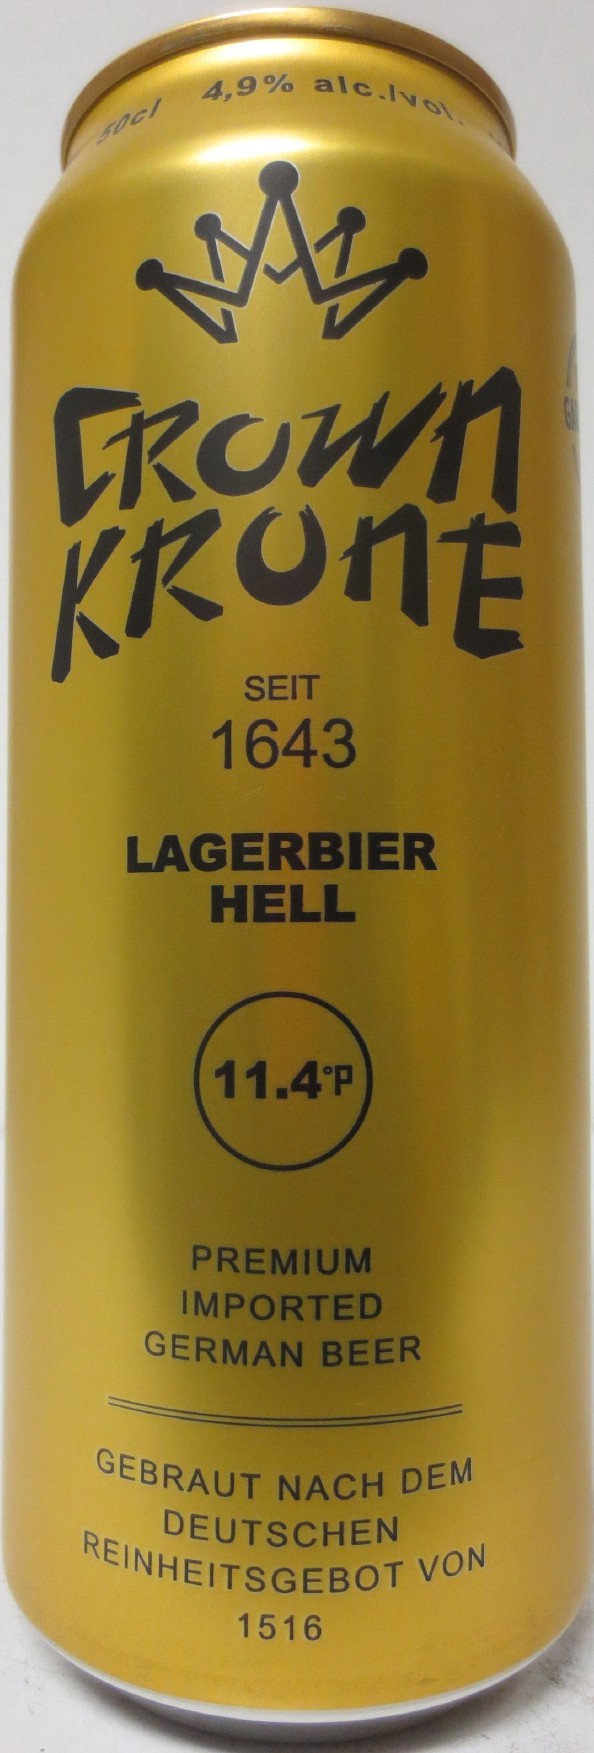 50cl 4,9% alc./vol.
CROWN
KRONE
SEIT
1643
LAGERBIER
HELL
11.4°P
PREMIUM
IMPORTED
GERMAN BEER
GEBRAUT NACH DEM
DEUTSCHEN
REINHEITSGEBOT VON
1516